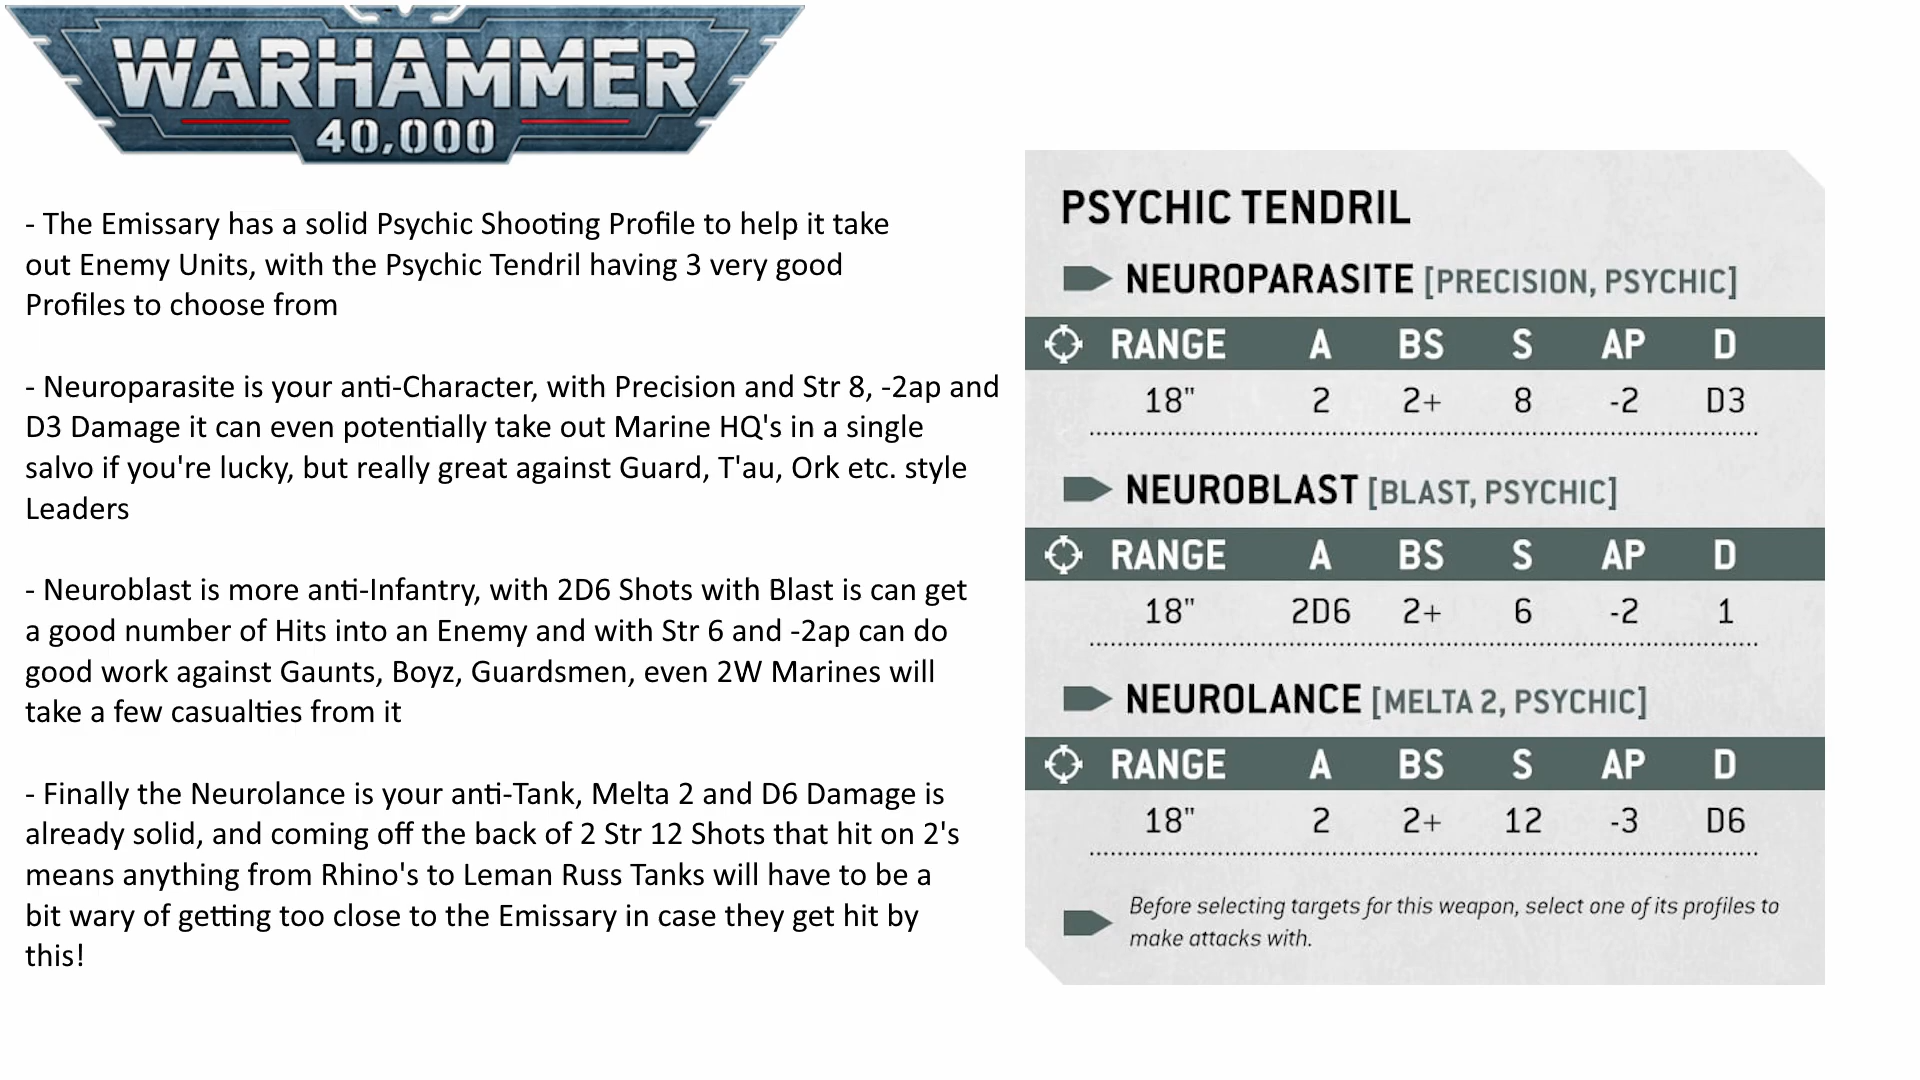 WARHAMMER
40,000
- The Emissary has a solid Psychic Shooting Profile to help it take
out Enemy Units, with the Psychic Tendril having 3 very good
Profiles to choose from
- Neuroparasite is your anti-Character, with Precision and Str 8, -2ap and
D3 Damage it can even potentially take out Marine HQ's in a single
salvo if you're lucky, but really great against Guard, T'au, Ork etc. style
Leaders
- Neuroblast is more anti-Infantry, with 2D6 Shots with Blast is can get
a good number of Hits into an Enemy and with Str 6 and -2ap can do
good work against Gaunts, Boyz, Guardsmen, even 2W Marines will
take a few casualties from it
- Finally the Neurolance is your anti-Tank, Melta 2 and D6 Damage is
already solid, and coming off the back of 2 Str 12 Shots that hit on 2's
means anything from Rhino's to Leman Russ Tanks will have to be a
bit wary of getting too close to the Emissary in case they get hit by
this!
PSYCHIC TENDRIL
NEUROPARASITE [PRECISION, PSYCHIC]
RANGE A BS S AP D
18" 2 2+ 8 -2 D3
NEUROBLAST [BLAST, PSYCHIC]
RANGE A BS S AP D
18" 2D6 2+ 6 -2 1
NEUROLANCE [MELTA 2, PSYCHIC]
RANGE A BS S AP D
18" 2 2+ 12 -3 D6
Before selecting targets for this weapon, select one of its profiles to
make attacks with.